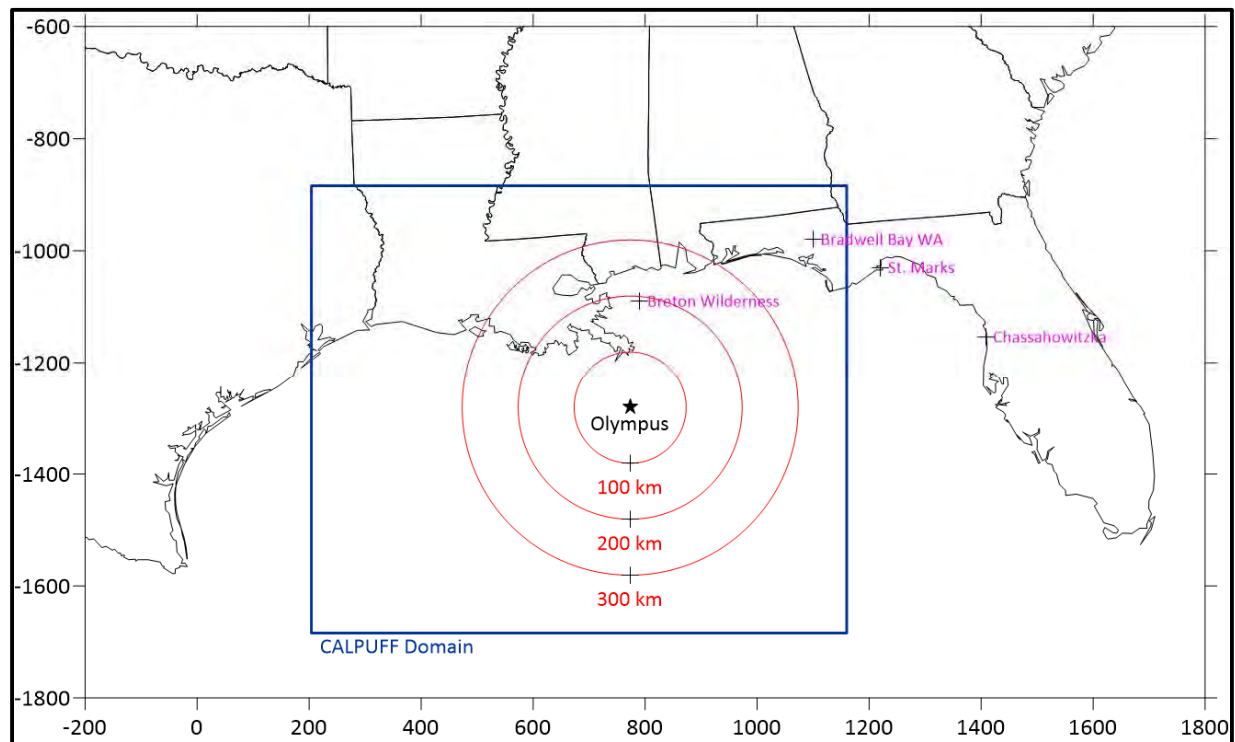 -600
-800
-1000
-1200
-1400
-1600
-1800
-200
0
200
400
600
800
1000
1200
1400
1600
1800
Bradwell Bay WA
St. Marks
Breton Wilderness
Chassahowitzka
Olympus
100 km
200 km
300 km
CALPUFF Domain